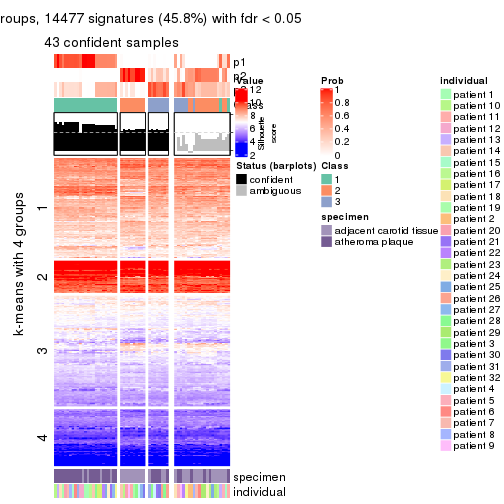 roups, 14477 signatures (45.8%) with fdr < 0.05
43 confident samples
p1
p2
p3
Class
Silhouette
score
k-means with 4 groups
1
2
3
4
specimen
individual
Value
12
10
8
6
4
2
Status (barplots)
confident
ambiguous
Prob
1
0.8
0.6
0.4
0.2
0
Class
1
2
3
specimen
adjacent carotid tissue
atheroma plaque
individual
patient 1
patient 10
patient 11
patient 12
patient 13
patient 14
patient 15
patient 16
patient 17
patient 18
patient 19
patient 2
patient 20
patient 21
patient 22
patient 23
patient 24
patient 25
patient 26
patient 27
patient 28
patient 29
patient 3
patient 30
patient 31
patient 32
patient 4
patient 5
patient 6
patient 7
patient 8
patient 9